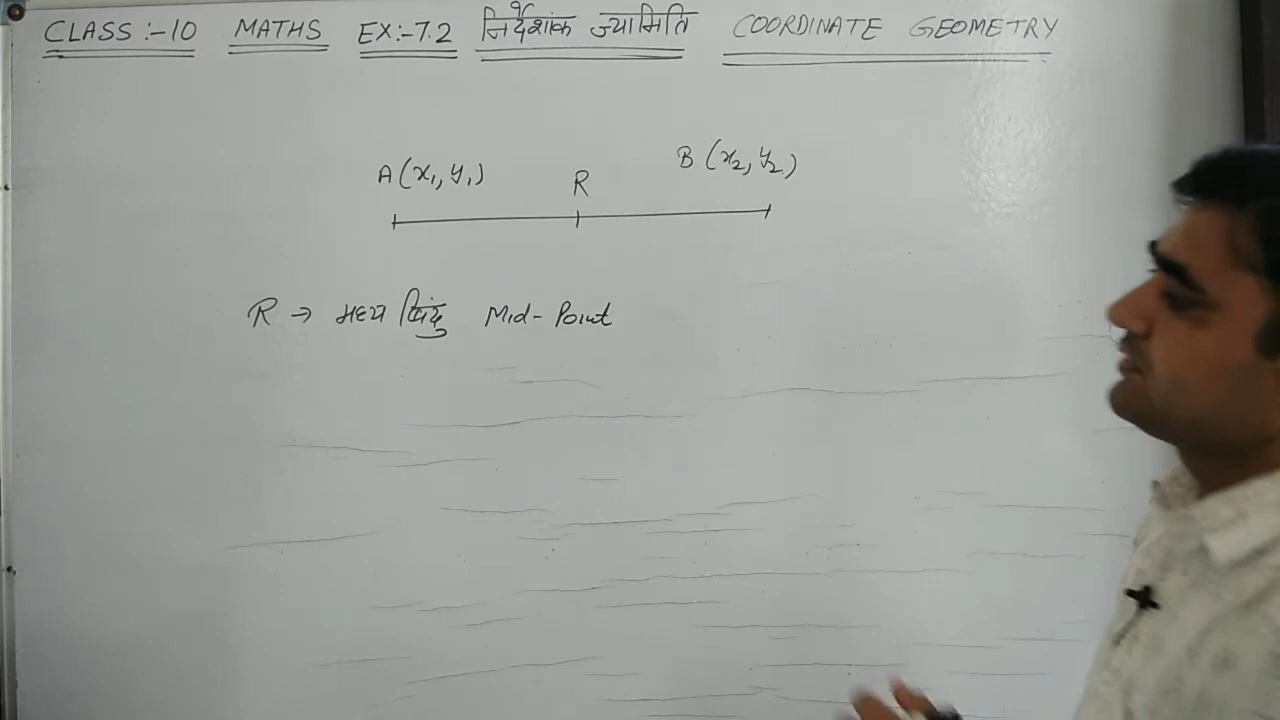 CLASS :- 10 MATHS EX:- 7.2 निर्देशांक ज्यामिति COORDINATE GEOMETRY
A (x₁, y₁) R B (x₂, y₂)
R → मध्य बिंदु Mid-Point